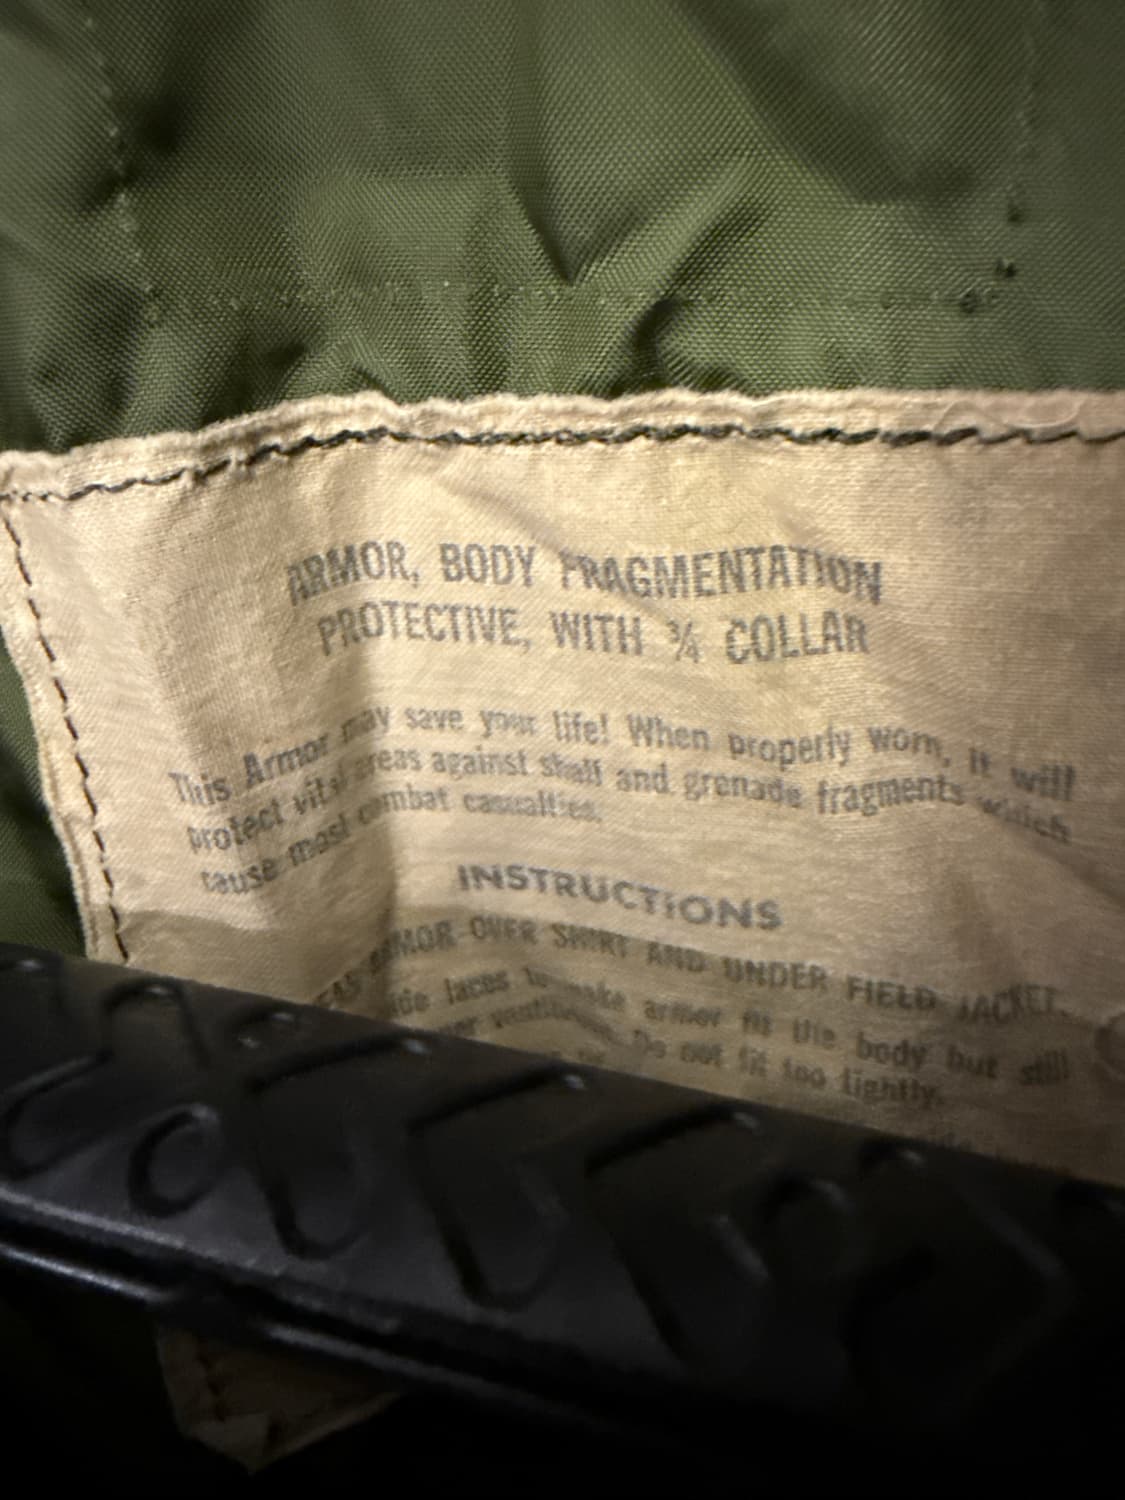 ARMOR, BODY FRAGMENTATION
PROTECTIVE, WITH ¾ COLLAR
This Armor may save your life! When properly worn, it will
protect vital areas against shell and grenade fragments which
cause most combat casualties.
INSTRUCTIONS
ARMOR OVER SHIRT AND UNDER FIELD JACKET.
laces armor fit the body but still
Do not fit too tightly.